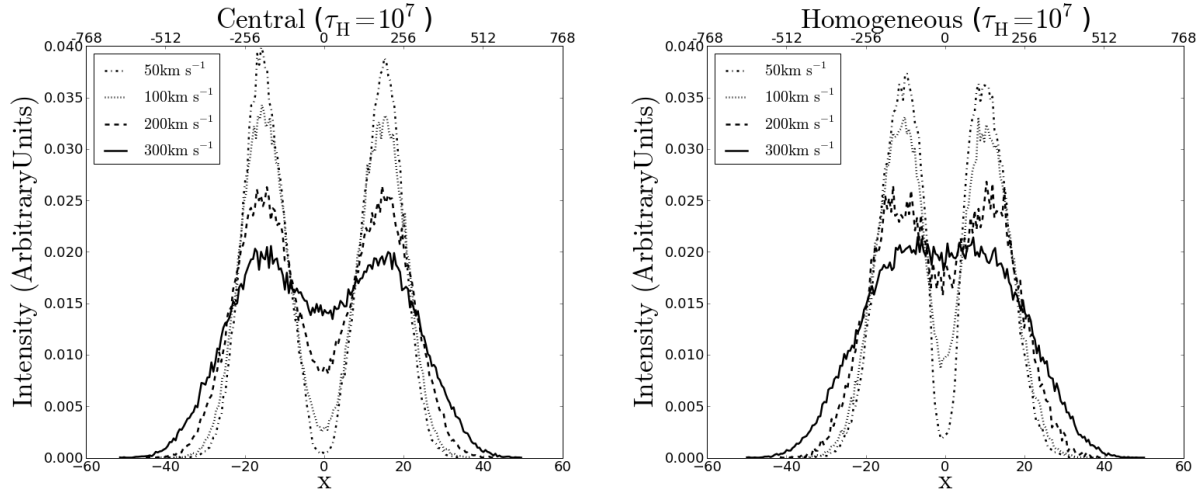 Central (τ_H=10^7)
-768 -512 -256 0 256 512 768
0.040
0.035
0.030
0.025
0.020
0.015
0.010
0.005
0.000
Intensity (ArbitraryUnits)
50km s^−1
100km s^−1
200km s^−1
300km s^−1
−60 −40 −20 0 20 40 60
x
Homogeneous (τ_H=10^7)
-768 -512 -256 0 256 512 768
0.040
0.035
0.030
0.025
0.020
0.015
0.010
0.005
0.000
Intensity (ArbitraryUnits)
50km s^−1
100km s^−1
200km s^−1
300km s^−1
−60 −40 −20 0 20 40 60
x